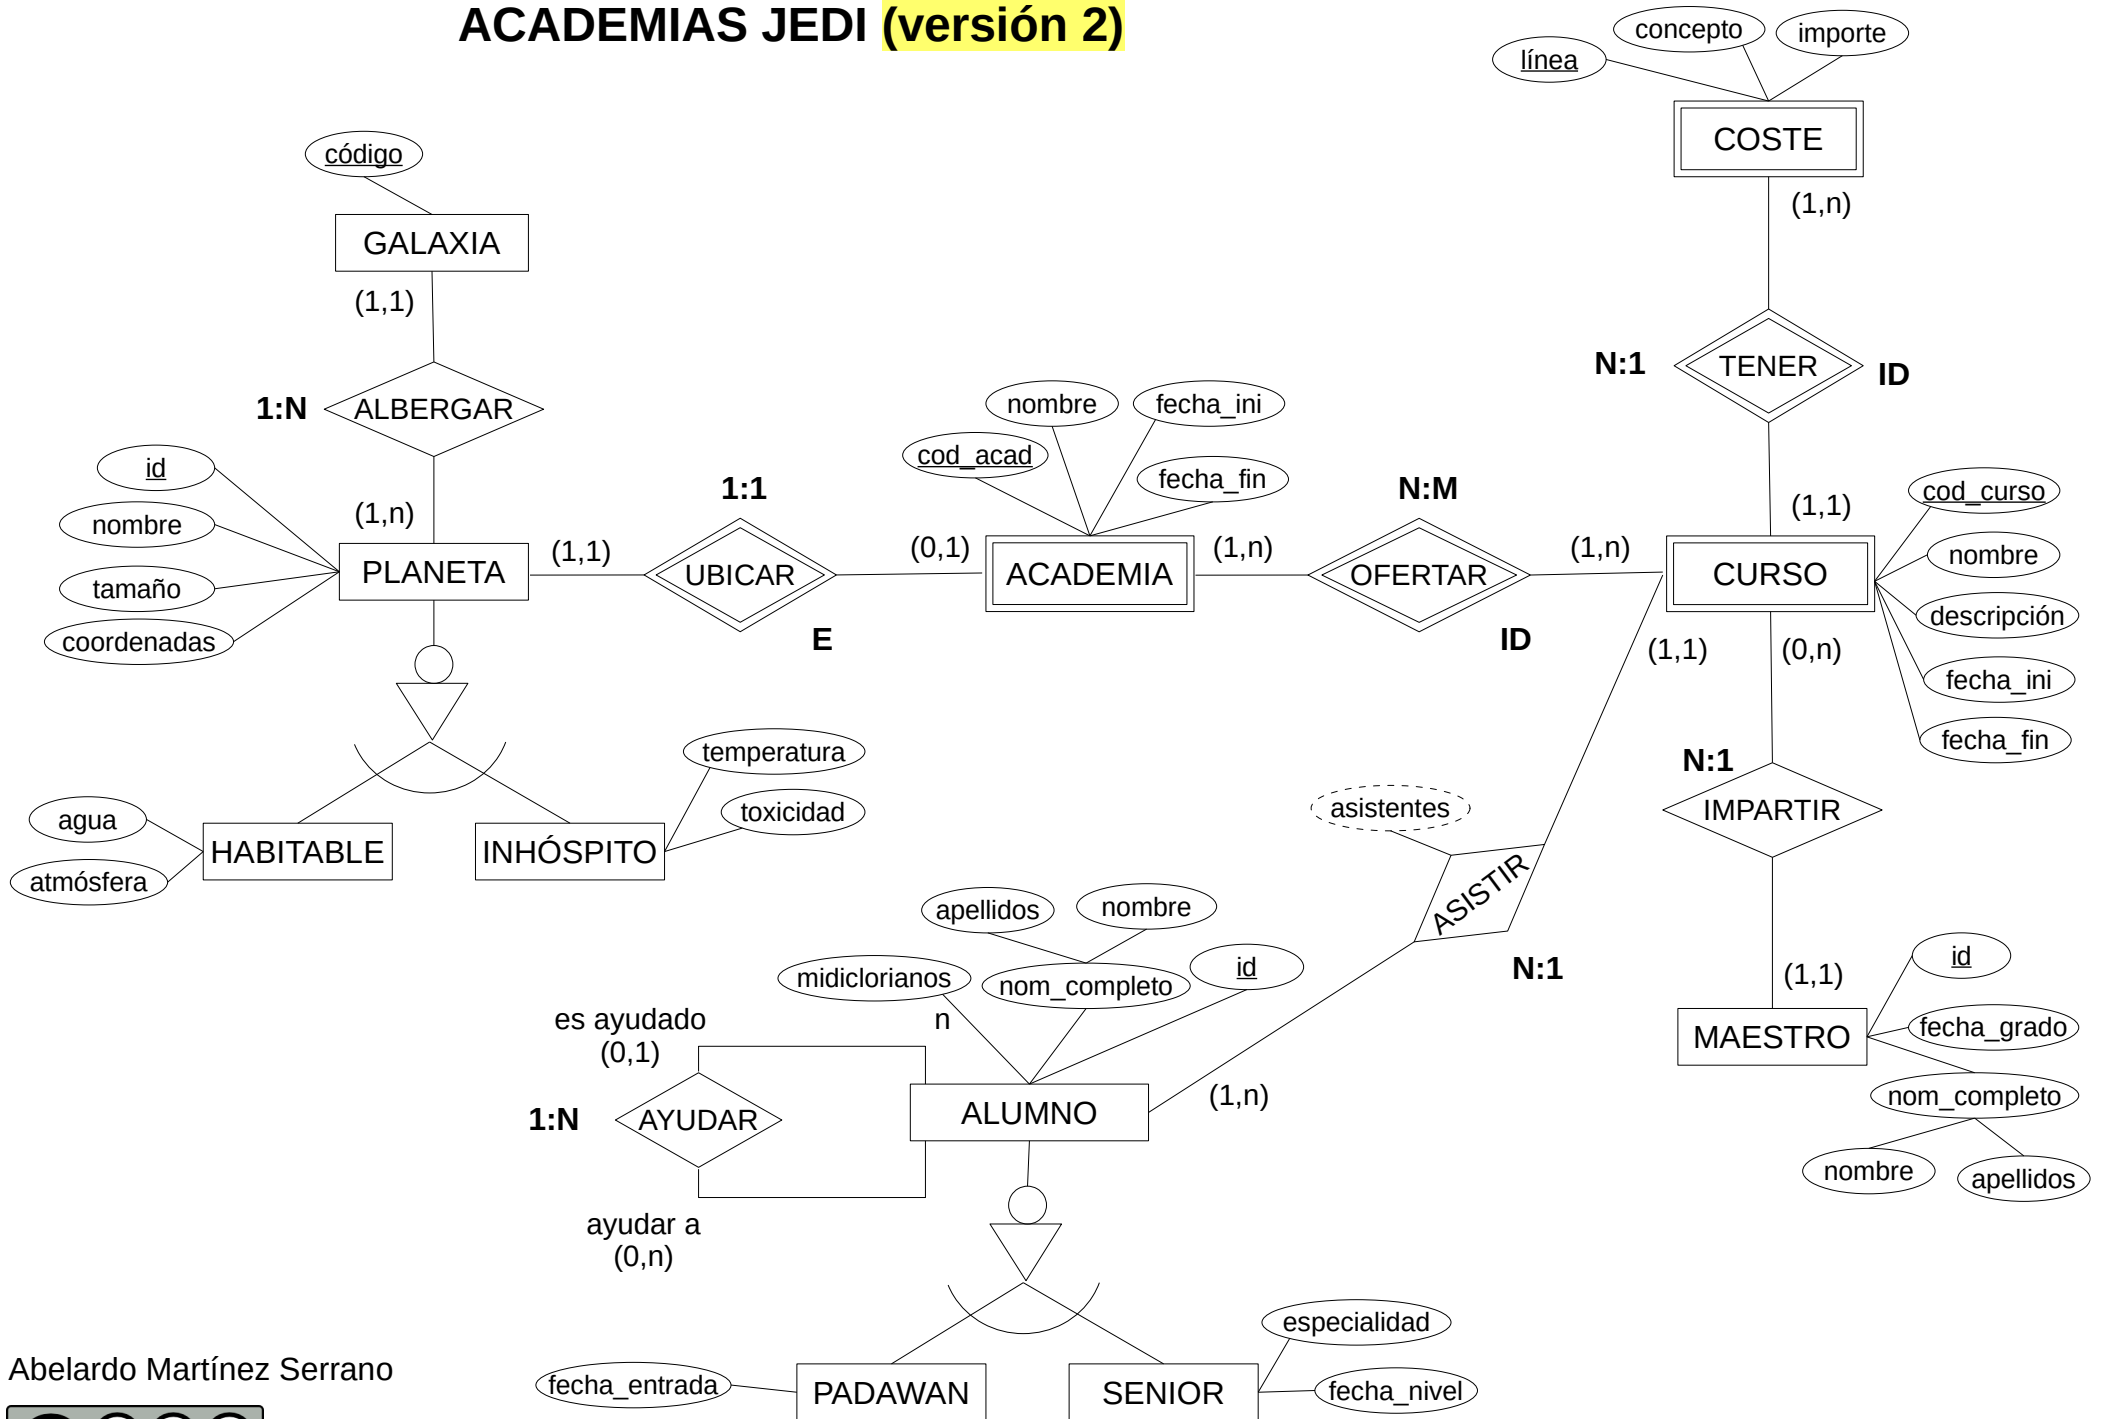 ACADEMIAS JEDI (versión 2)
línea
concepto
importe
COSTE
(1,n)
código
GALAXIA
(1,1)
1:N
ALBERGAR
N:1
TENER
ID
id
nombre
tamaño
coordenadas
(1,n)
PLANETA
(1,1)
1:1
UBICAR
E
(0,1)
nombre
fecha_ini
cod_acad
fecha_fin
ACADEMIA
(1,n)
N:M
OFERTAR
ID
(1,n)
(1,1)
CURSO
cod_curso
nombre
descripción
fecha_ini
fecha_fin
(1,1)
(0,n)
temperatura
toxicidad
agua
atmósfera
HABITABLE
INHÓSPITO
N:1
IMPARTIR
asistentes
ASISTIR
N:1
apellidos
nombre
midiclorianos
nom_completo
id
n
es ayudado
(0,1)
1:N
AYUDAR
ALUMNO
(1,n)
ayudar a
(0,n)
(1,1)
MAESTRO
id
fecha_grado
nom_completo
nombre
apellidos
especialidad
fecha_entrada
PADAWAN
SENIOR
fecha_nivel
Abelardo Martínez Serrano